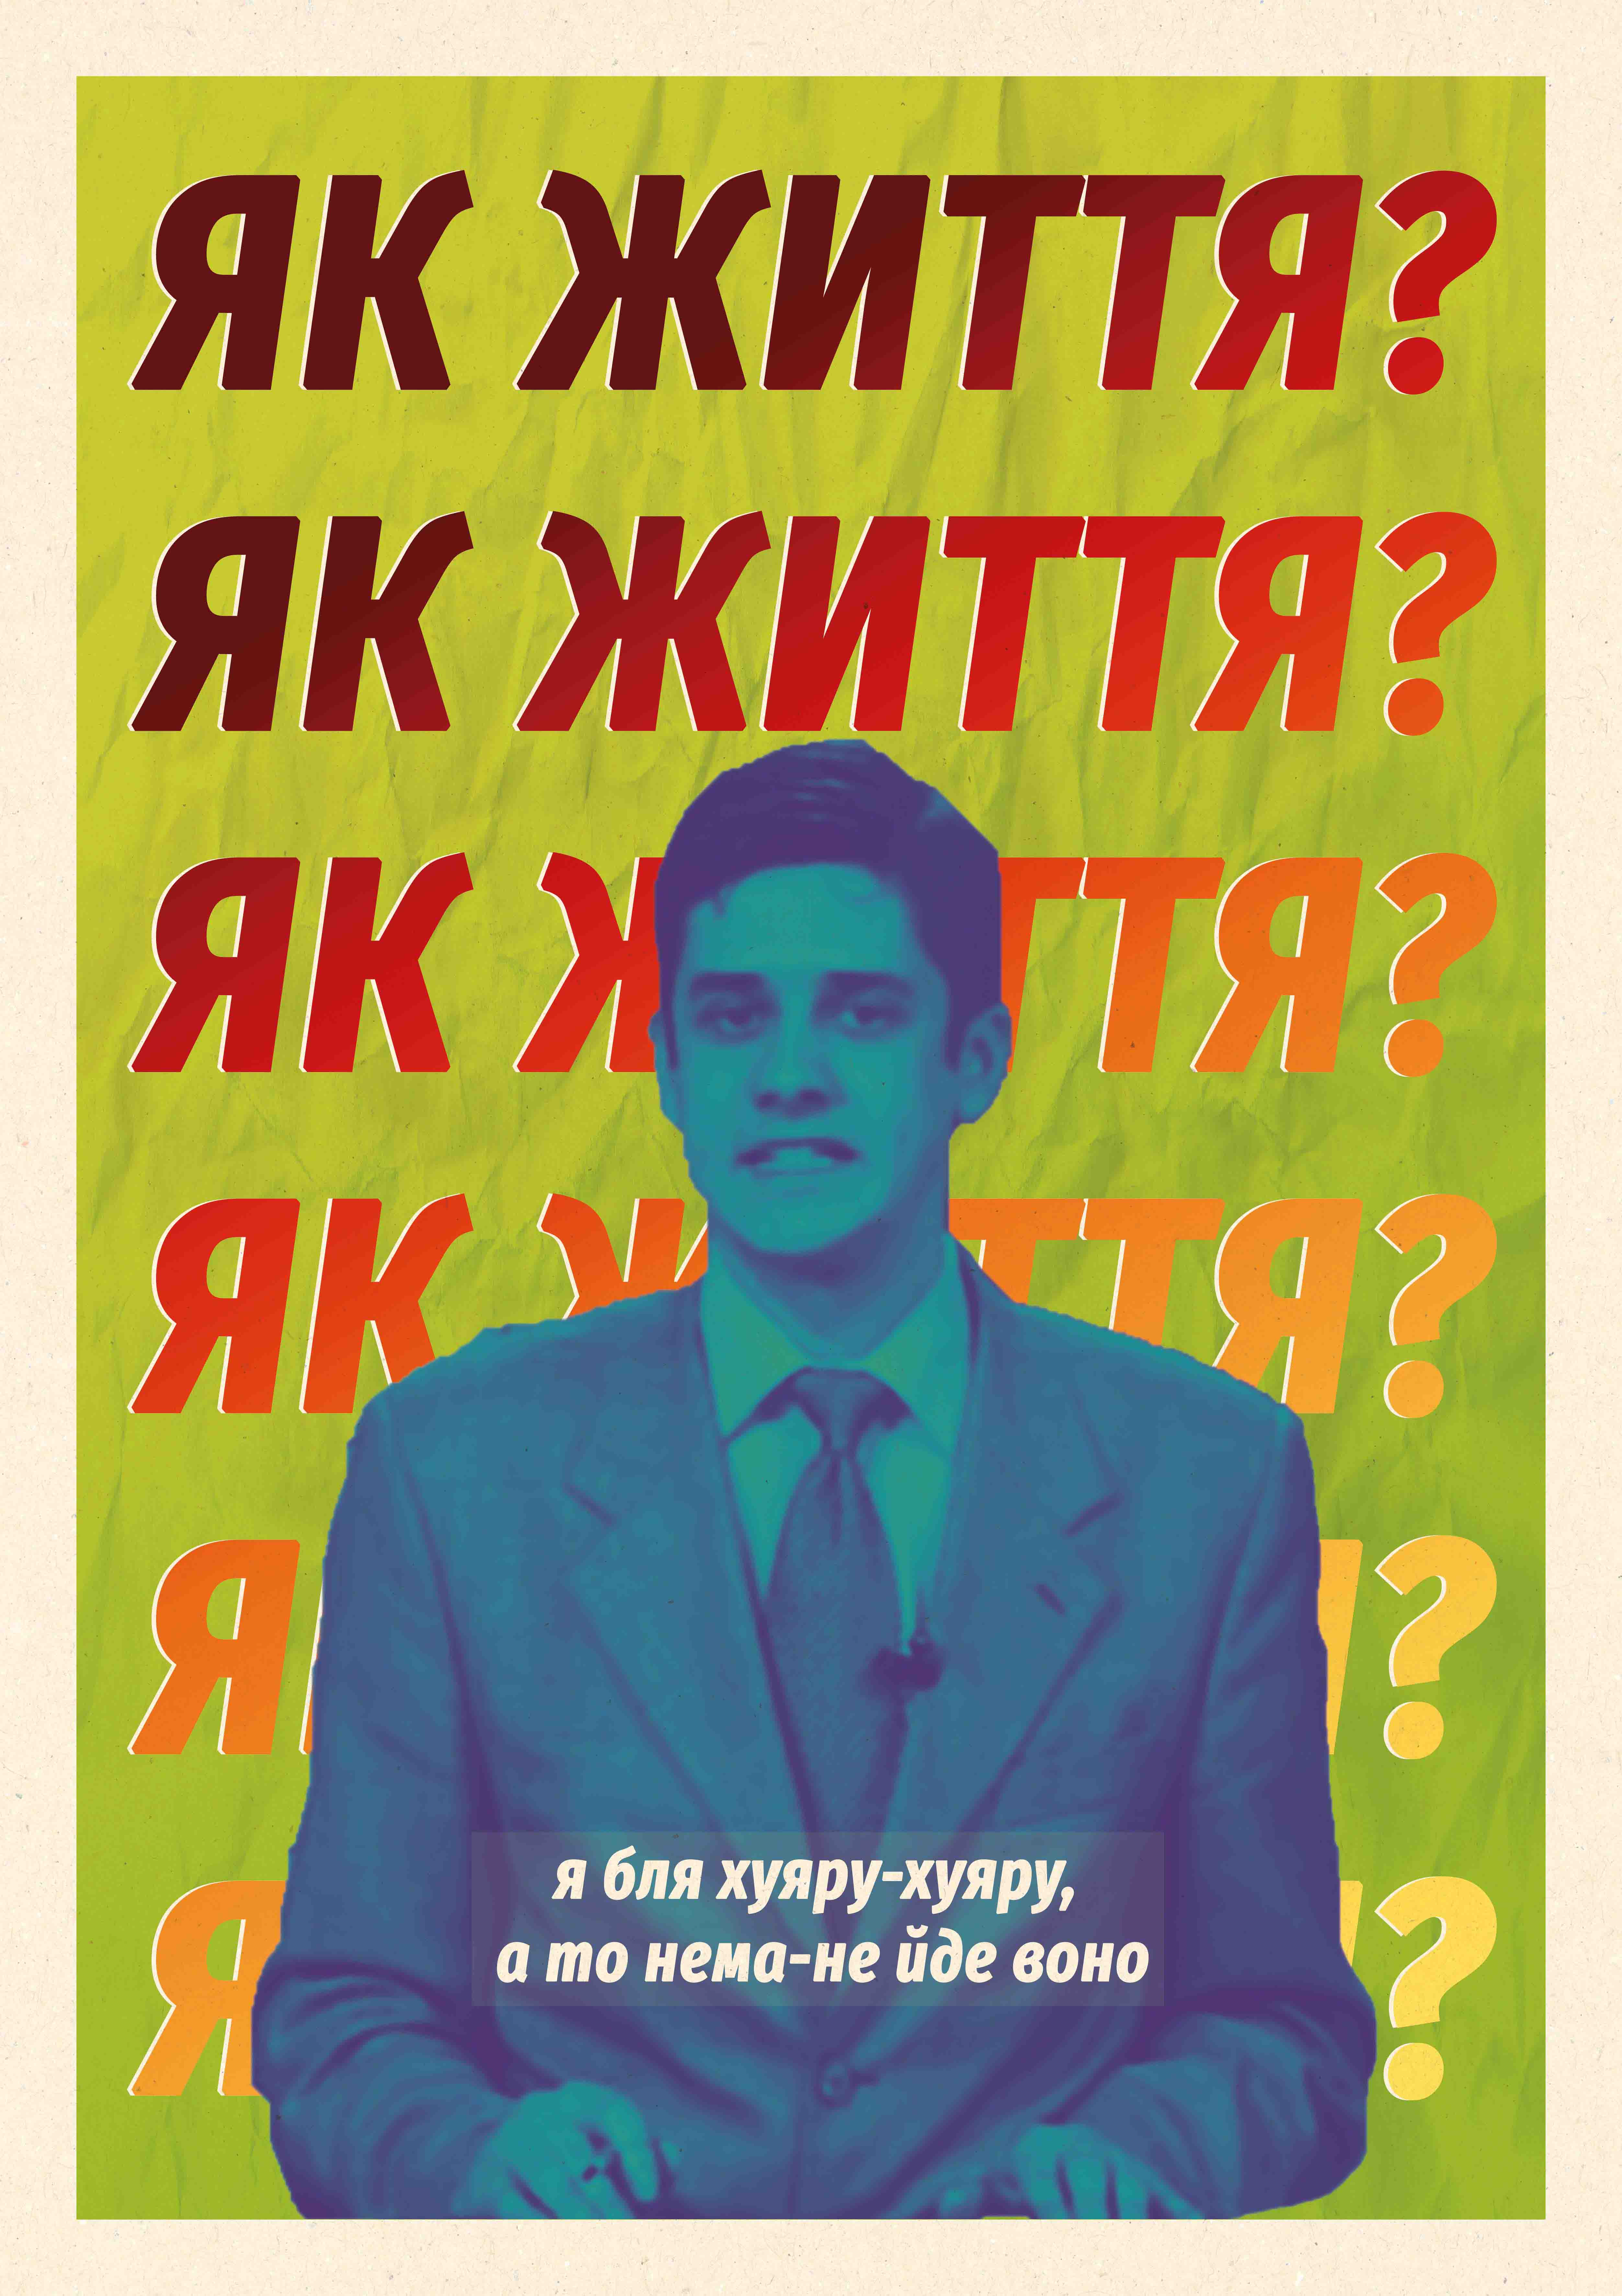 ЯК ЖИТТЯ?
ЯК ЖИТТЯ?
ЯК Ж ТТЯ?
ЯК Ж ТТЯ?
Я ?
Я ?
я бля хуяру-хуяру,
а то нема-не йде воно